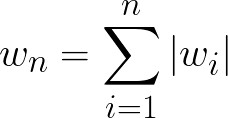 $w_n = \sum_{i=1}^{n} |w_i|$